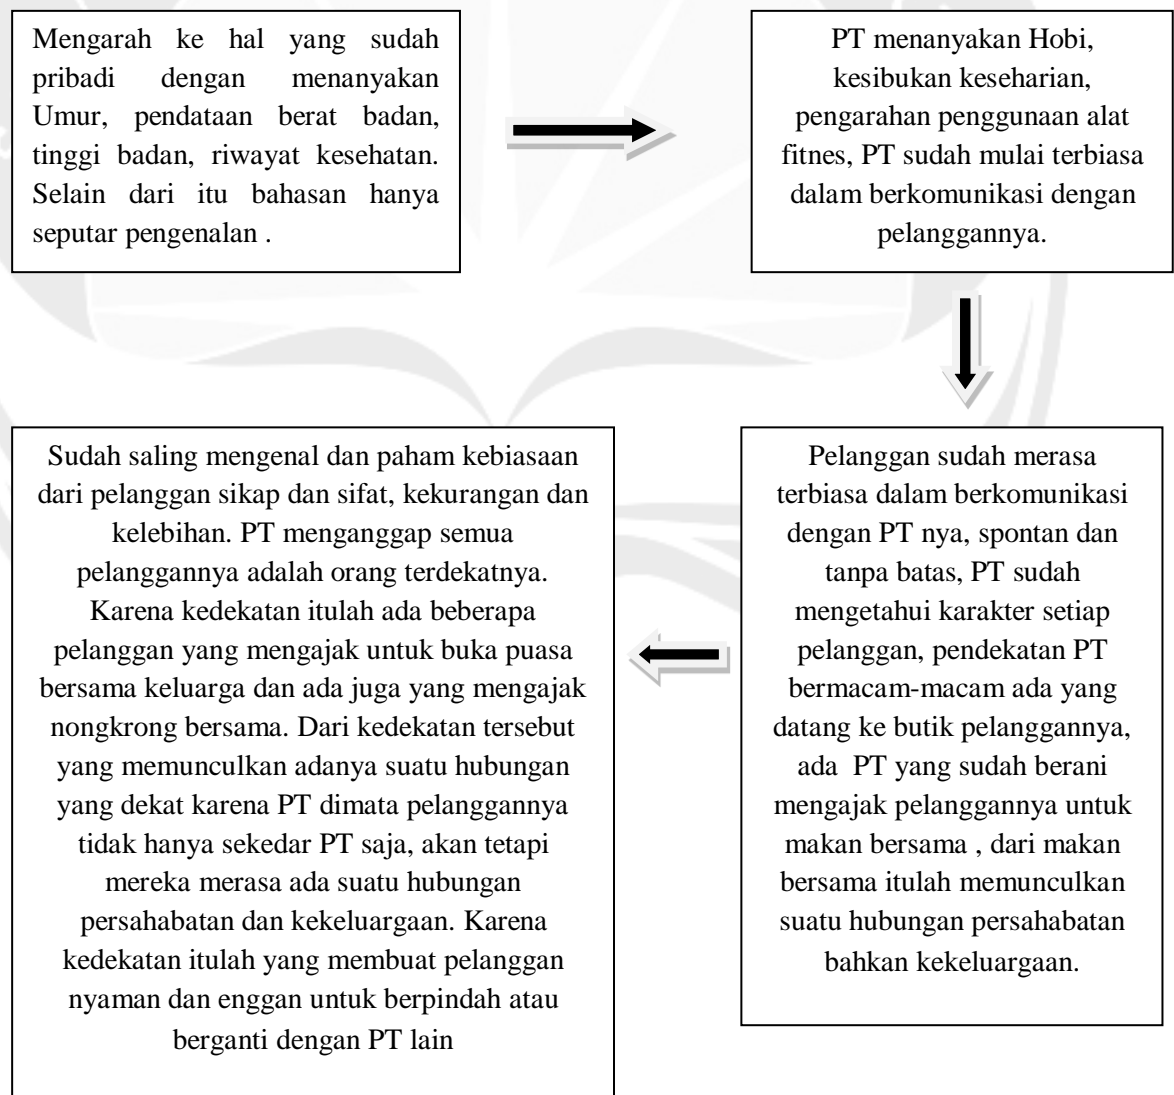 Mengarah ke hal yang sudah
pribadi dengan menanyakan
Umur, pendataan berat badan,
tinggi badan, riwayat kesehatan.
Selain dari itu bahasan hanya
seputar pengenalan .
PT menanyakan Hobi,
kesibukan keseharian,
pengarahan penggunaan alat
fitnes, PT sudah mulai terbiasa
dalam berkomunikasi dengan
pelanggannya.
Pelanggan sudah merasa
terbiasa dalam berkomunikasi
dengan PT nya, spontan dan
tanpa batas, PT sudah
mengetahui karakter setiap
pelanggan, pendekatan PT
bermacam-macam ada yang
datang ke butik pelanggannya,
ada  PT yang sudah berani
mengajak pelanggannya untuk
makan bersama , dari makan
bersama itulah memunculkan
suatu hubungan persahabatan
bahkan kekeluargaan.
Sudah saling mengenal dan paham kebiasaan
dari pelanggan sikap dan sifat, kekurangan dan
kelebihan. PT menganggap semua
pelanggannya adalah orang terdekatnya.
Karena kedekatan itulah ada beberapa
pelanggan yang mengajak untuk buka puasa
bersama keluarga dan ada juga yang mengajak
nongkrong bersama. Dari kedekatan tersebut
yang memunculkan adanya suatu hubungan
yang dekat karena PT dimata pelanggannya
tidak hanya sekedar PT saja, akan tetapi
mereka merasa ada suatu hubungan
persahabatan dan kekeluargaan. Karena
kedekatan itulah yang membuat pelanggan
nyaman dan enggan untuk berpindah atau
berganti dengan PT lain